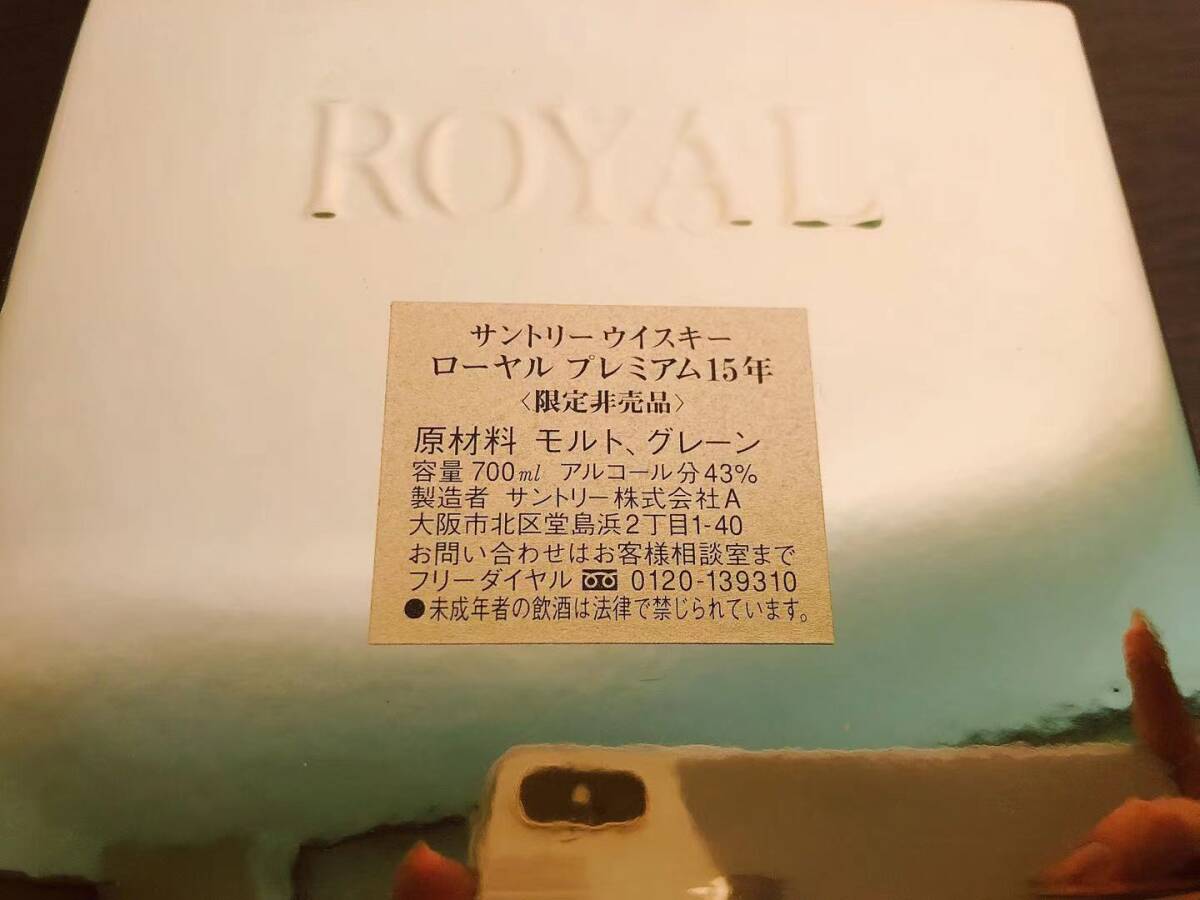 ROYAL
サントリー ウイスキー
ローヤル プレミアム15年
〈限定非売品〉
原材料 モルト、グレーン
容量 700ml アルコール分43%
製造者 サントリー株式会社A
大阪市北区堂島浜2丁目1-40
お問い合わせはお客様相談室まで
フリーダイヤル 0120-139310
●未成年者の飲酒は法律で禁じられています。